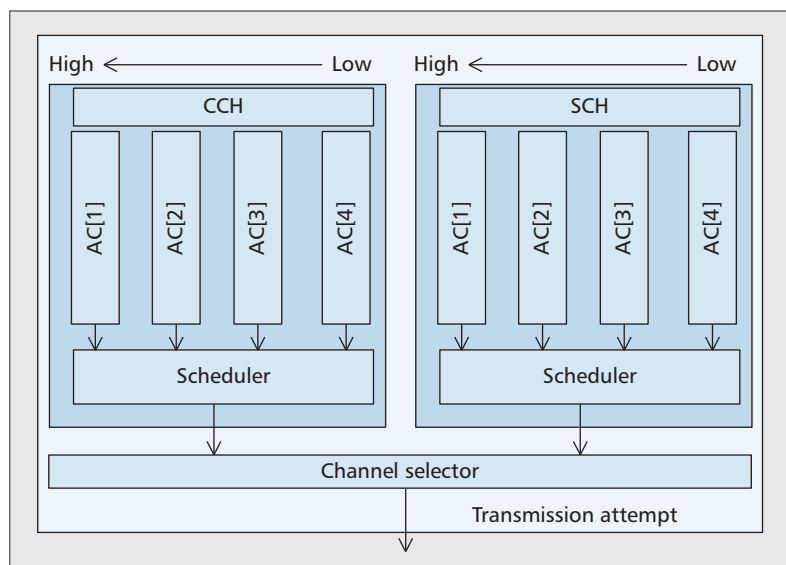 High Low High Low
CCH SCH
AC[1] AC[2] AC[3] AC[4] AC[1] AC[2] AC[3] AC[4]
Scheduler Scheduler
Channel selector
Transmission attempt